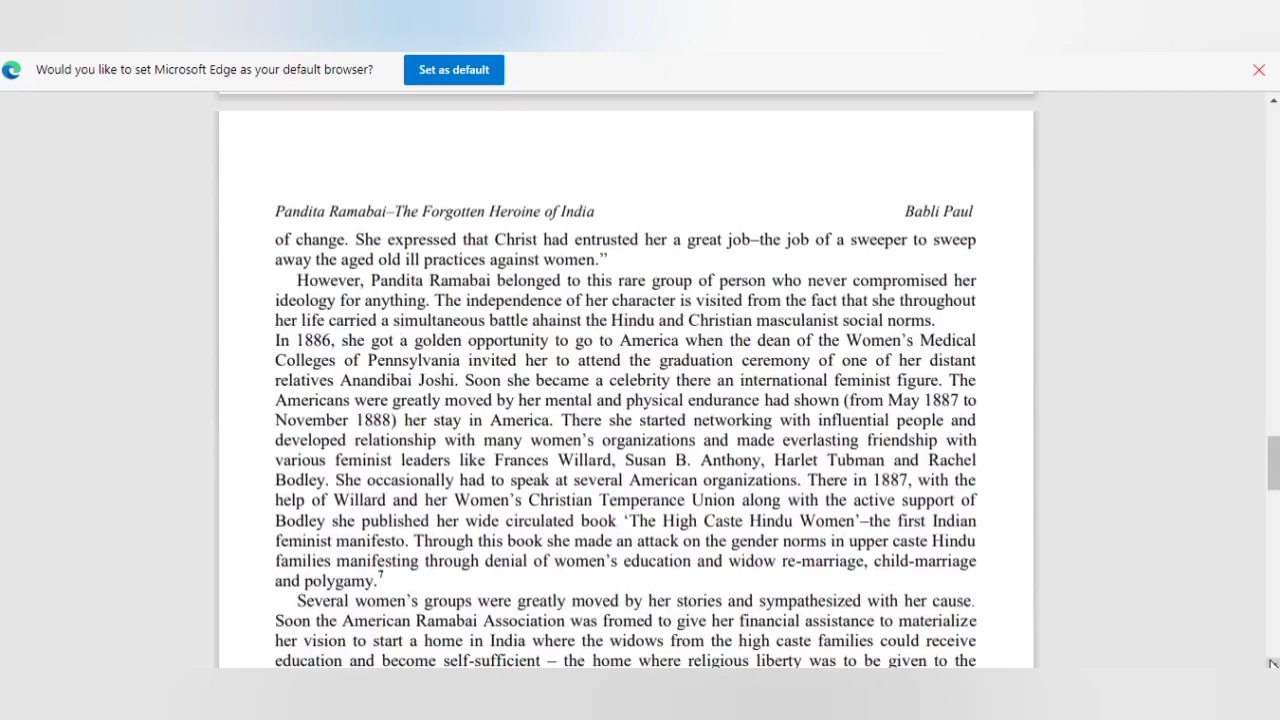 Would you like to set Microsoft Edge as your default browser?
Set as default
Pandita Ramabai–The Forgotten Heroine of India
Babli Paul
of change. She expressed that Christ had entrusted her a great job–the job of a sweeper to sweep
away the aged old ill practices against women.”
However, Pandita Ramabai belonged to this rare group of person who never compromised her
ideology for anything. The independence of her character is visited from the fact that she throughout
her life carried a simultaneous battle ahainst the Hindu and Christian masculanist social norms.
In 1886, she got a golden opportunity to go to America when the dean of the Women’s Medical
Colleges of Pennsylvania invited her to attend the graduation ceremony of one of her distant
relatives Anandibai Joshi. Soon she became a celebrity there an international feminist figure. The
Americans were greatly moved by her mental and physical endurance had shown (from May 1887 to
November 1888) her stay in America. There she started networking with influential people and
developed relationship with many women’s organizations and made everlasting friendship with
various feminist leaders like Frances Willard, Susan B. Anthony, Harlet Tubman and Rachel
Bodley. She occasionally had to speak at several American organizations. There in 1887, with the
help of Willard and her Women’s Christian Temperance Union along with the active support of
Bodley she published her wide circulated book ‘The High Caste Hindu Women’–the first Indian
feminist manifesto. Through this book she made an attack on the gender norms in upper caste Hindu
families manifesting through denial of women’s education and widow re-marriage, child-marriage
and polygamy.7
Several women’s groups were greatly moved by her stories and sympathesized with her cause.
Soon the American Ramabai Association was fromed to give her financial assistance to materialize
her vision to start a home in India where the widows from the high caste families could receive
education and become self-sufficient – the home where religious liberty was to be given to the